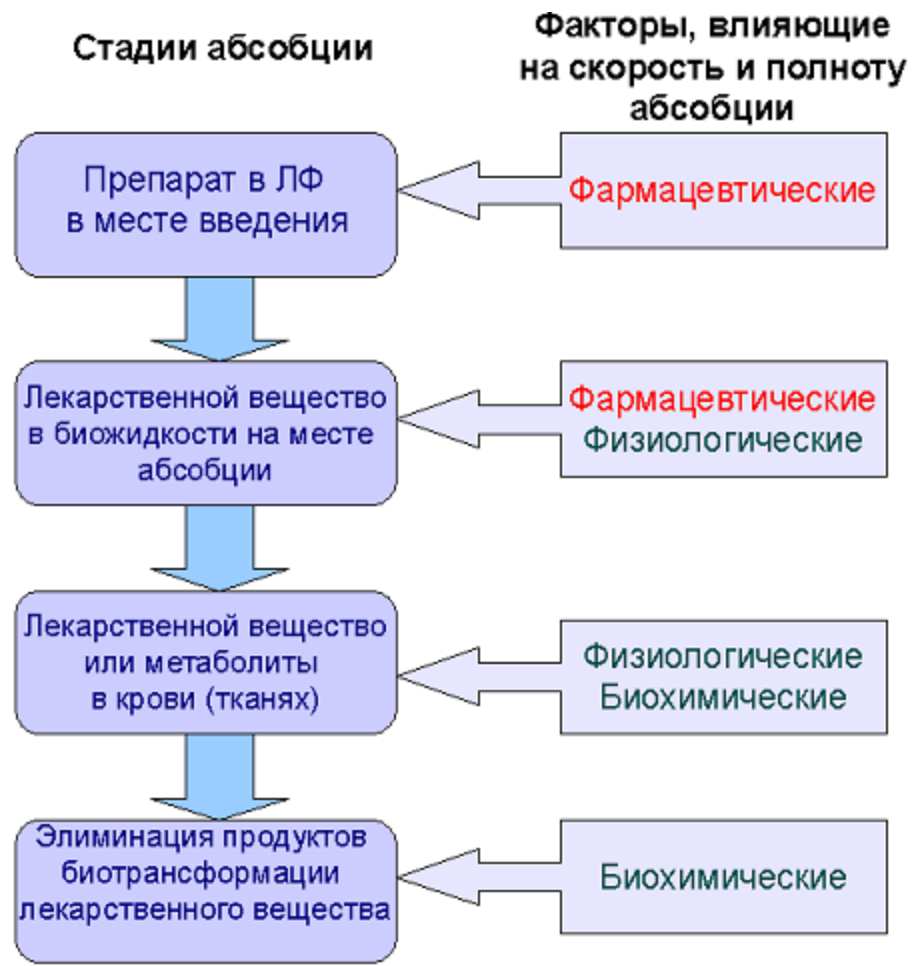 Стадии абсобции
Факторы, влияющие
на скорость и полноту
абсобции
Препарат в ЛФ
в месте введения
Фармацевтические
Лекарственной вещество
в биожидкости на месте
абсобции
Фармацевтические
Физиологические
Лекарственной вещество
или метаболиты
в крови (тканях)
Физиологические
Биохимические
Элиминация продуктов
биотрансформации
лекарственного вещества
Биохимические